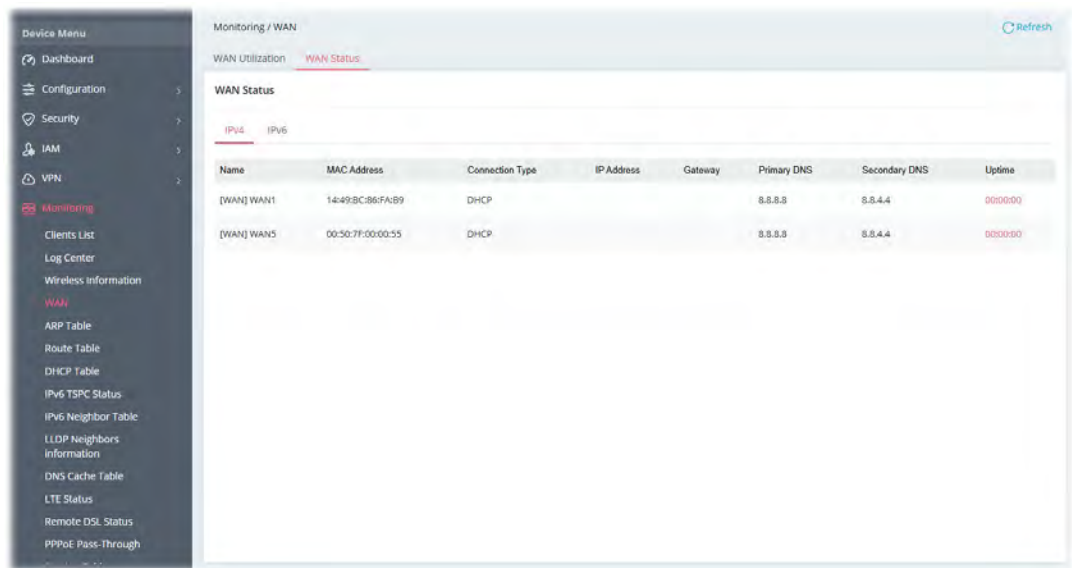 Device Menu
Dashboard
Configuration
Security
IAM
VPN
Monitoring
Clients List
Log Center
Wireless Information
WAN
ARP Table
Route Table
DHCP Table
IPv6 TSPC Status
IPv6 Neighbor Table
LLDP Neighbors
Information
DNS Cache Table
LTE Status
Remote DSL Status
PPPoE Pass-Through
Monitoring / WAN
Refresh
WAN Utilization WAN Status
WAN Status
IPv4 IPv6
Name MAC Address Connection Type IP Address Gateway Primary DNS Secondary DNS Uptime
[WAN] WAN1 14:49:BC:86:FA:B9 DHCP 8.8.8.8 8.8.4.4 00:00:00
[WAN] WAN5 00:50:7F:00:00:55 DHCP 8.8.8.8 8.8.4.4 00:00:00